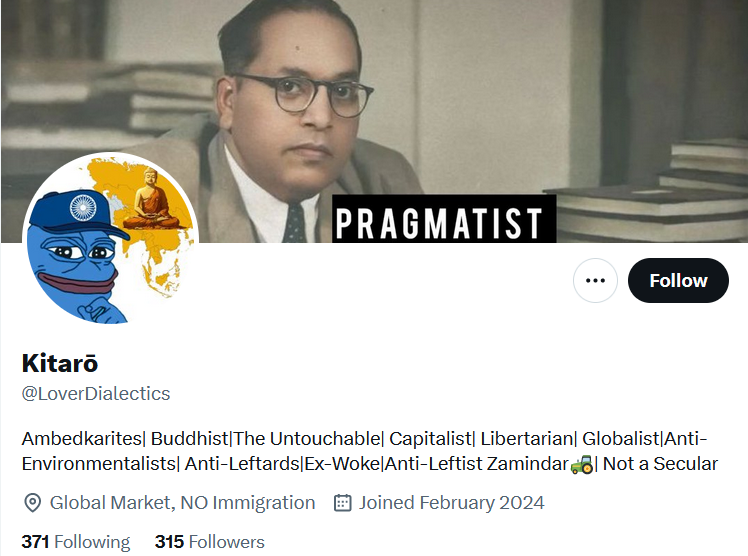 PRAGMATIST
Follow
Kitarō
@LoverDialectics
Ambedkarites| Buddhist|The Untouchable| Capitalist| Libertarian| Globalist|Anti-
Environmentalists| Anti-Leftards|Ex-Woke|Anti-Leftist Zamindar🚜| Not a Secular
Global Market, NO Immigration Joined February 2024
371 Following 315 Followers